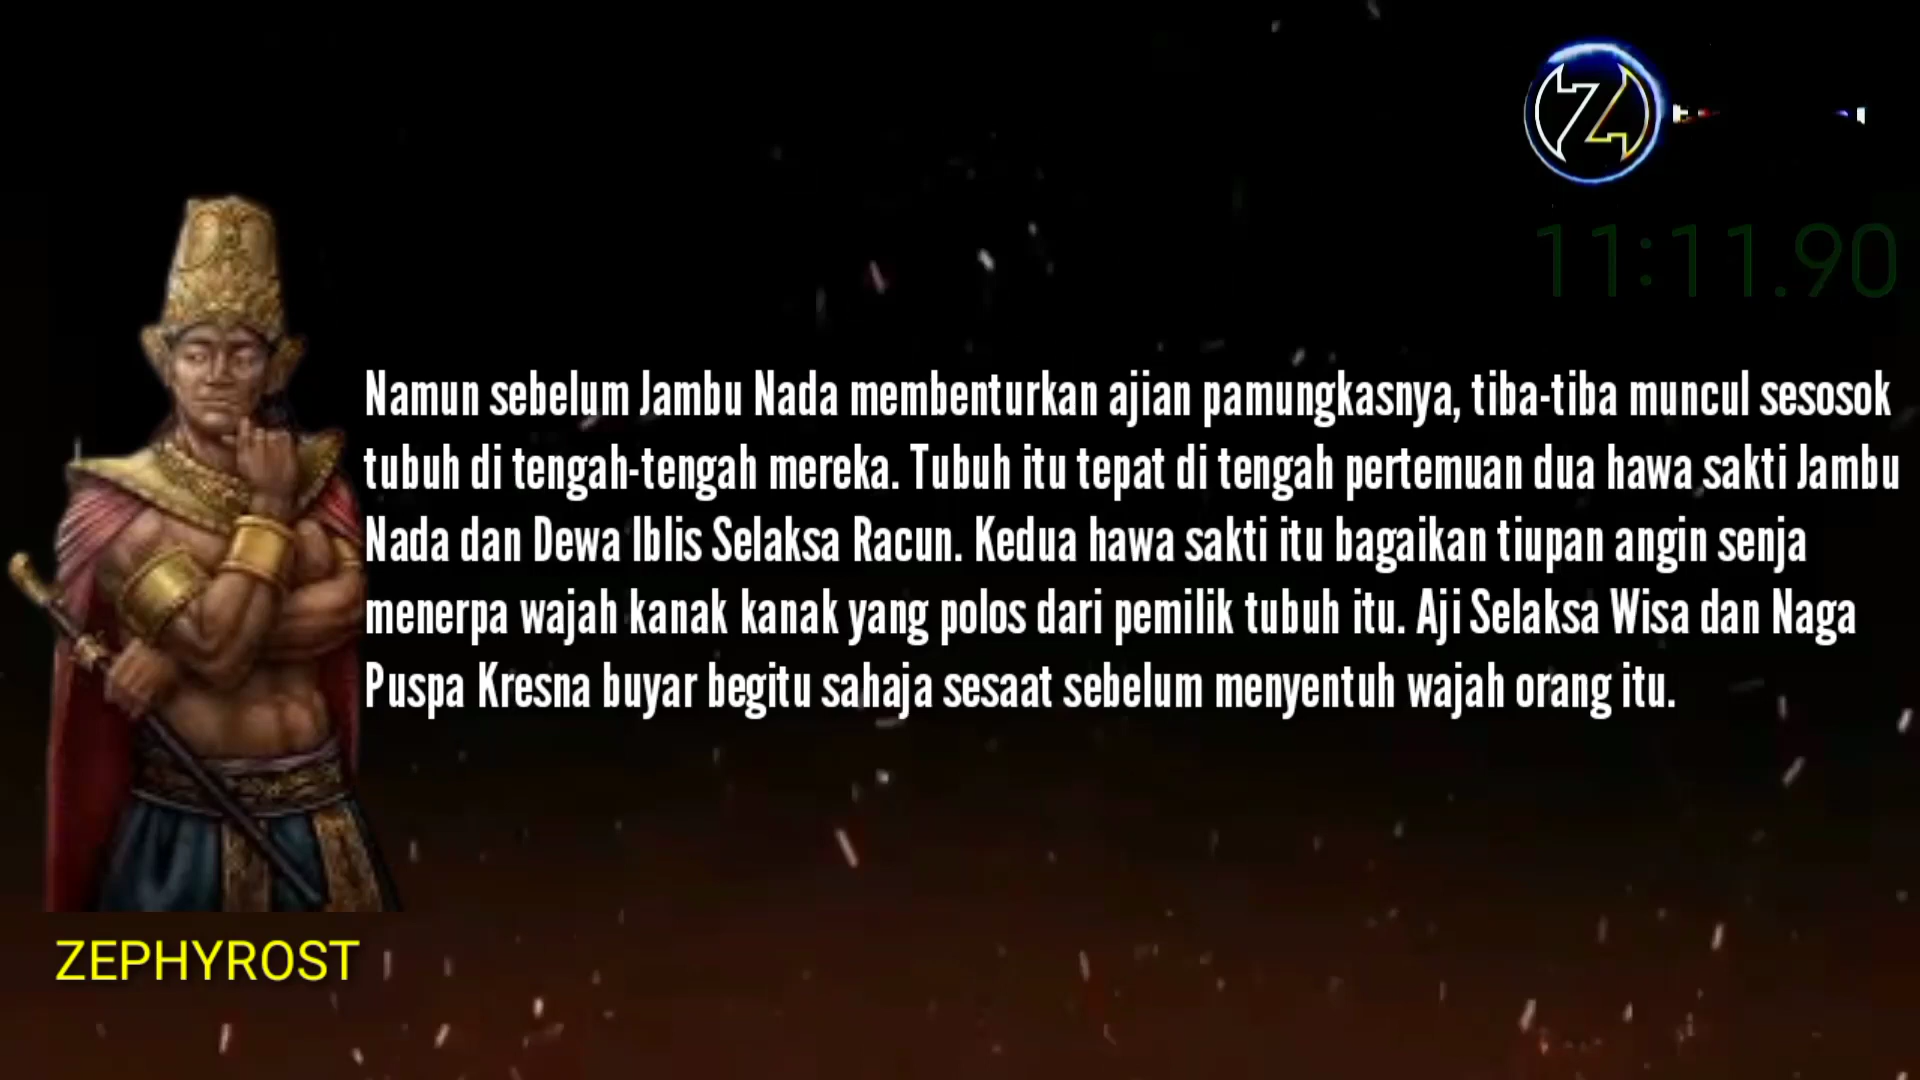 Z
11:11.90
Namun sebelum Jambu Nada membenturkan ajian pamungkasnya, tiba-tiba muncul sesosok
tubuh di tengah-tengah mereka. Tubuh itu tepat di tengah pertemuan dua hawa sakti Jambu
Nada dan Dewa Iblis Selaksa Racun. Kedua hawa sakti itu bagaikan tiupan angin senja
menerpa wajah kanak kanak yang polos dari pemilik tubuh itu. Aji Selaksa Wisa dan Naga
Puspa Kresna buyar begitu sahaja sesaat sebelum menyentuh wajah orang itu.
ZEPHYROST